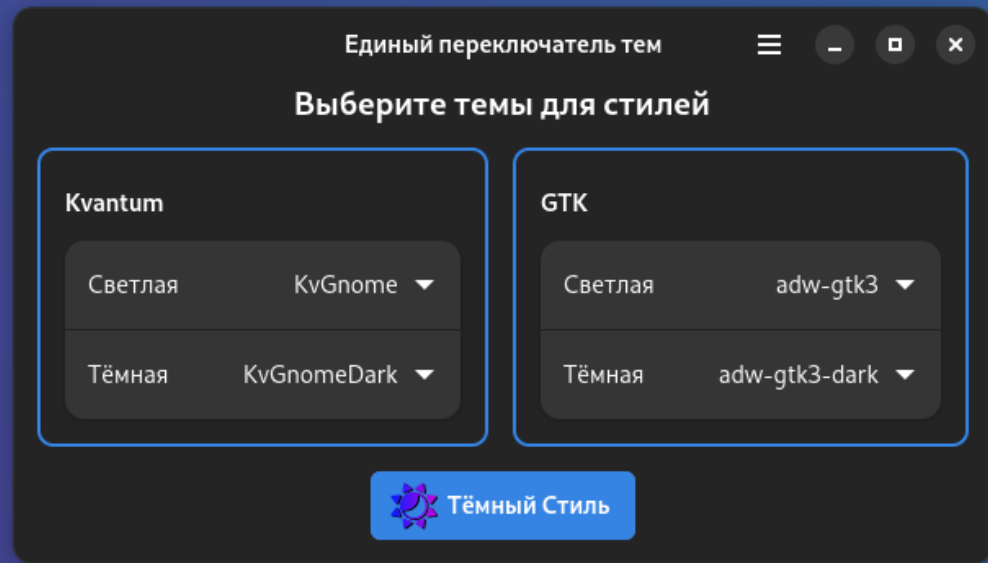 Единый переключатель тем
Выберите темы для стилей
Kvantum
Светлая KvGnome
Тёмная KvGnomeDark
GTK
Светлая adw-gtk3
Тёмная adw-gtk3-dark
Тёмный Стиль